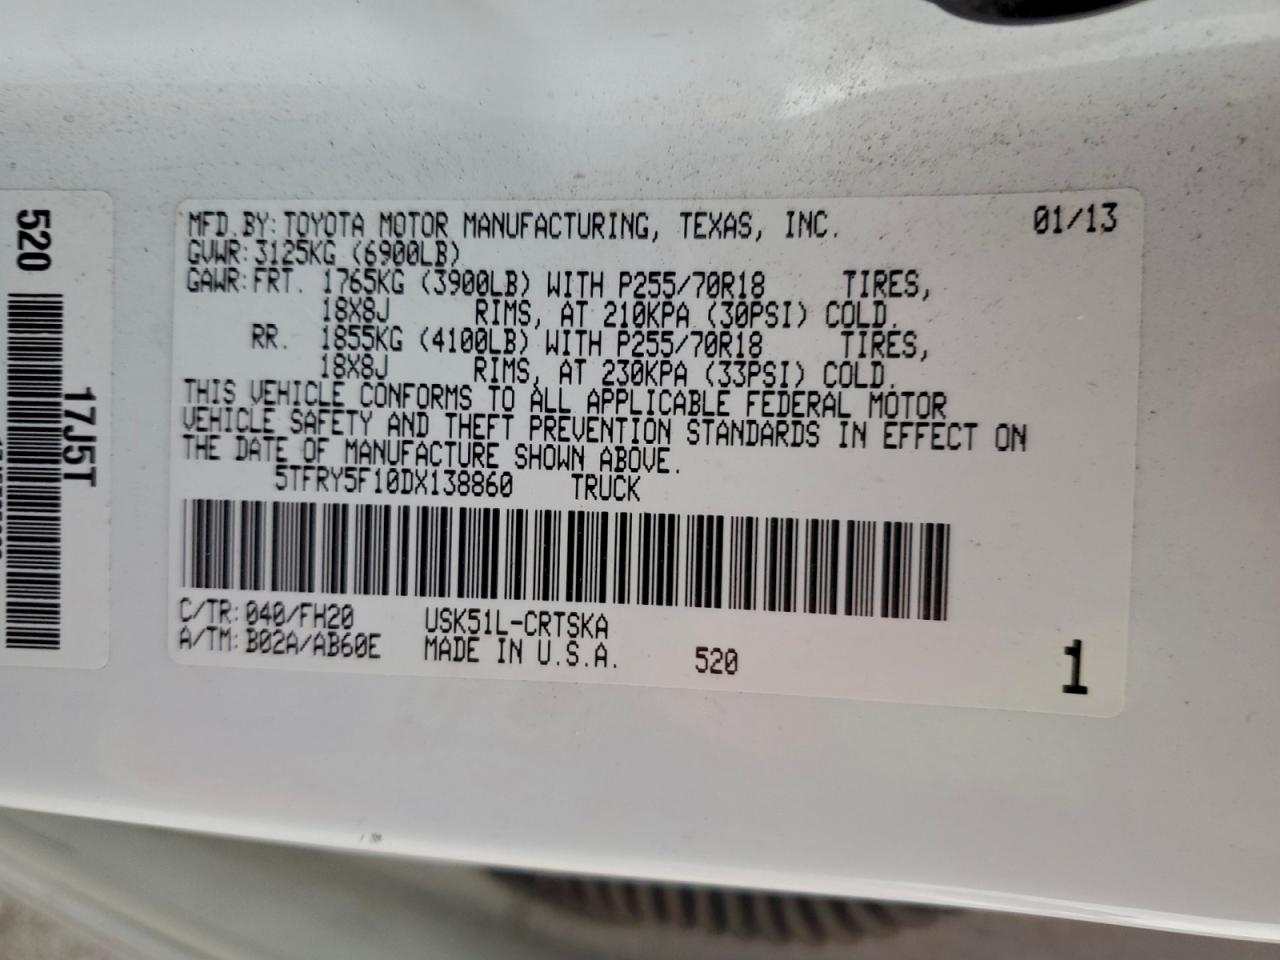 MFD.BY: TOYOTA MOTOR MANUFACTURING, TEXAS, INC. 01/13
GVWR: 3125KG (6900LB)
GAWR: FRT. 1765KG (3900LB) WITH P255/70R18 TIRES,
18X8J RIMS, AT 210KPA (30PSI) COLD.
RR. 1855KG (4100LB) WITH P255/70R18 TIRES,
18X8J RIMS, AT 230KPA (33PSI) COLD.
THIS VEHICLE CONFORMS TO ALL APPLICABLE FEDERAL MOTOR
VEHICLE SAFETY AND THEFT PREVENTION STANDARDS IN EFFECT ON
THE DATE OF MANUFACTURE SHOWN ABOVE.
5TFRY5F10DX138860 TRUCK
C/TR: 040/FH20 USK51L-CRTSKA
A/TM: B02A/AB60E MADE IN U.S.A. 520 1
520
17J5T